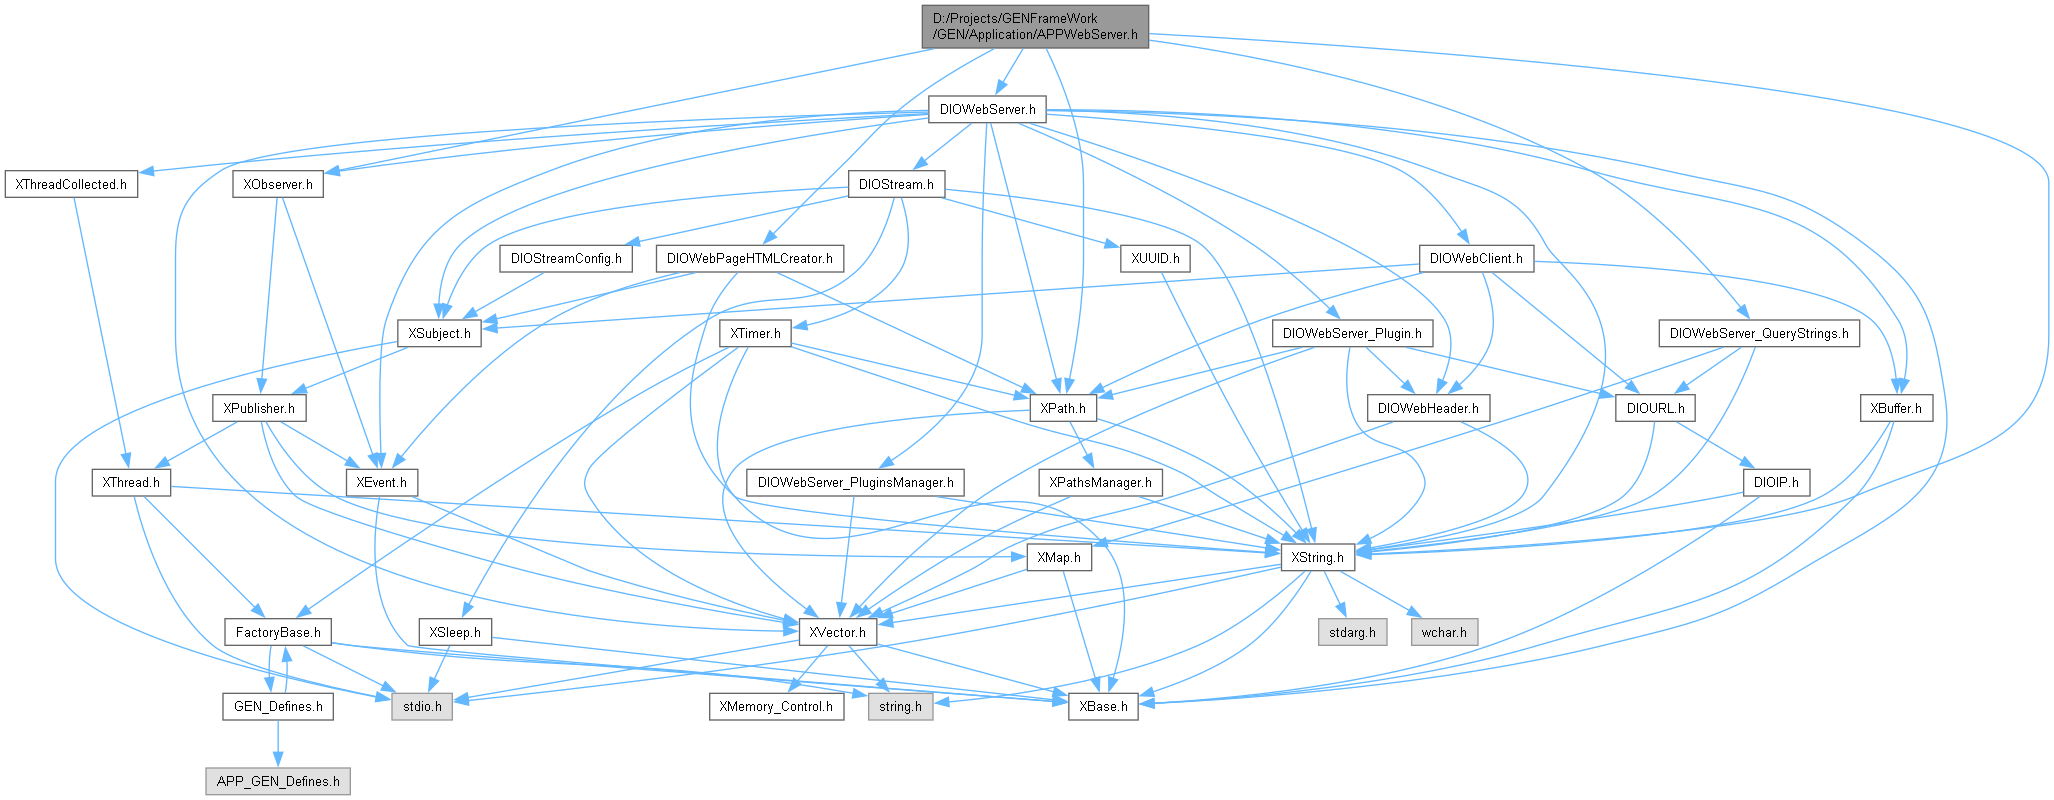 D:/Projects/GENFrameWork
/GEN/Application/APPWebServer.h
DIOWebServer.h
XThreadCollected.h
XObserver.h
DIOStream.h
DIOStreamConfig.h
DIOWebPageHTMLCreator.h
XUUID.h
DIOWebClient.h
XSubject.h
XTimer.h
DIOWebServer_Plugin.h
DIOWebServer_QueryStrings.h
XPublisher.h
XPath.h
DIOWebHeader.h
DIOURL.h
XBuffer.h
XThread.h
XEvent.h
DIOWebServer_PluginsManager.h
XPathsManager.h
DIOIP.h
XMap.h
XString.h
FactoryBase.h
XSleep.h
XVector.h
stdarg.h
wchar.h
GEN_Defines.h
stdio.h
XMemory_Control.h
string.h
XBase.h
APP_GEN_Defines.h